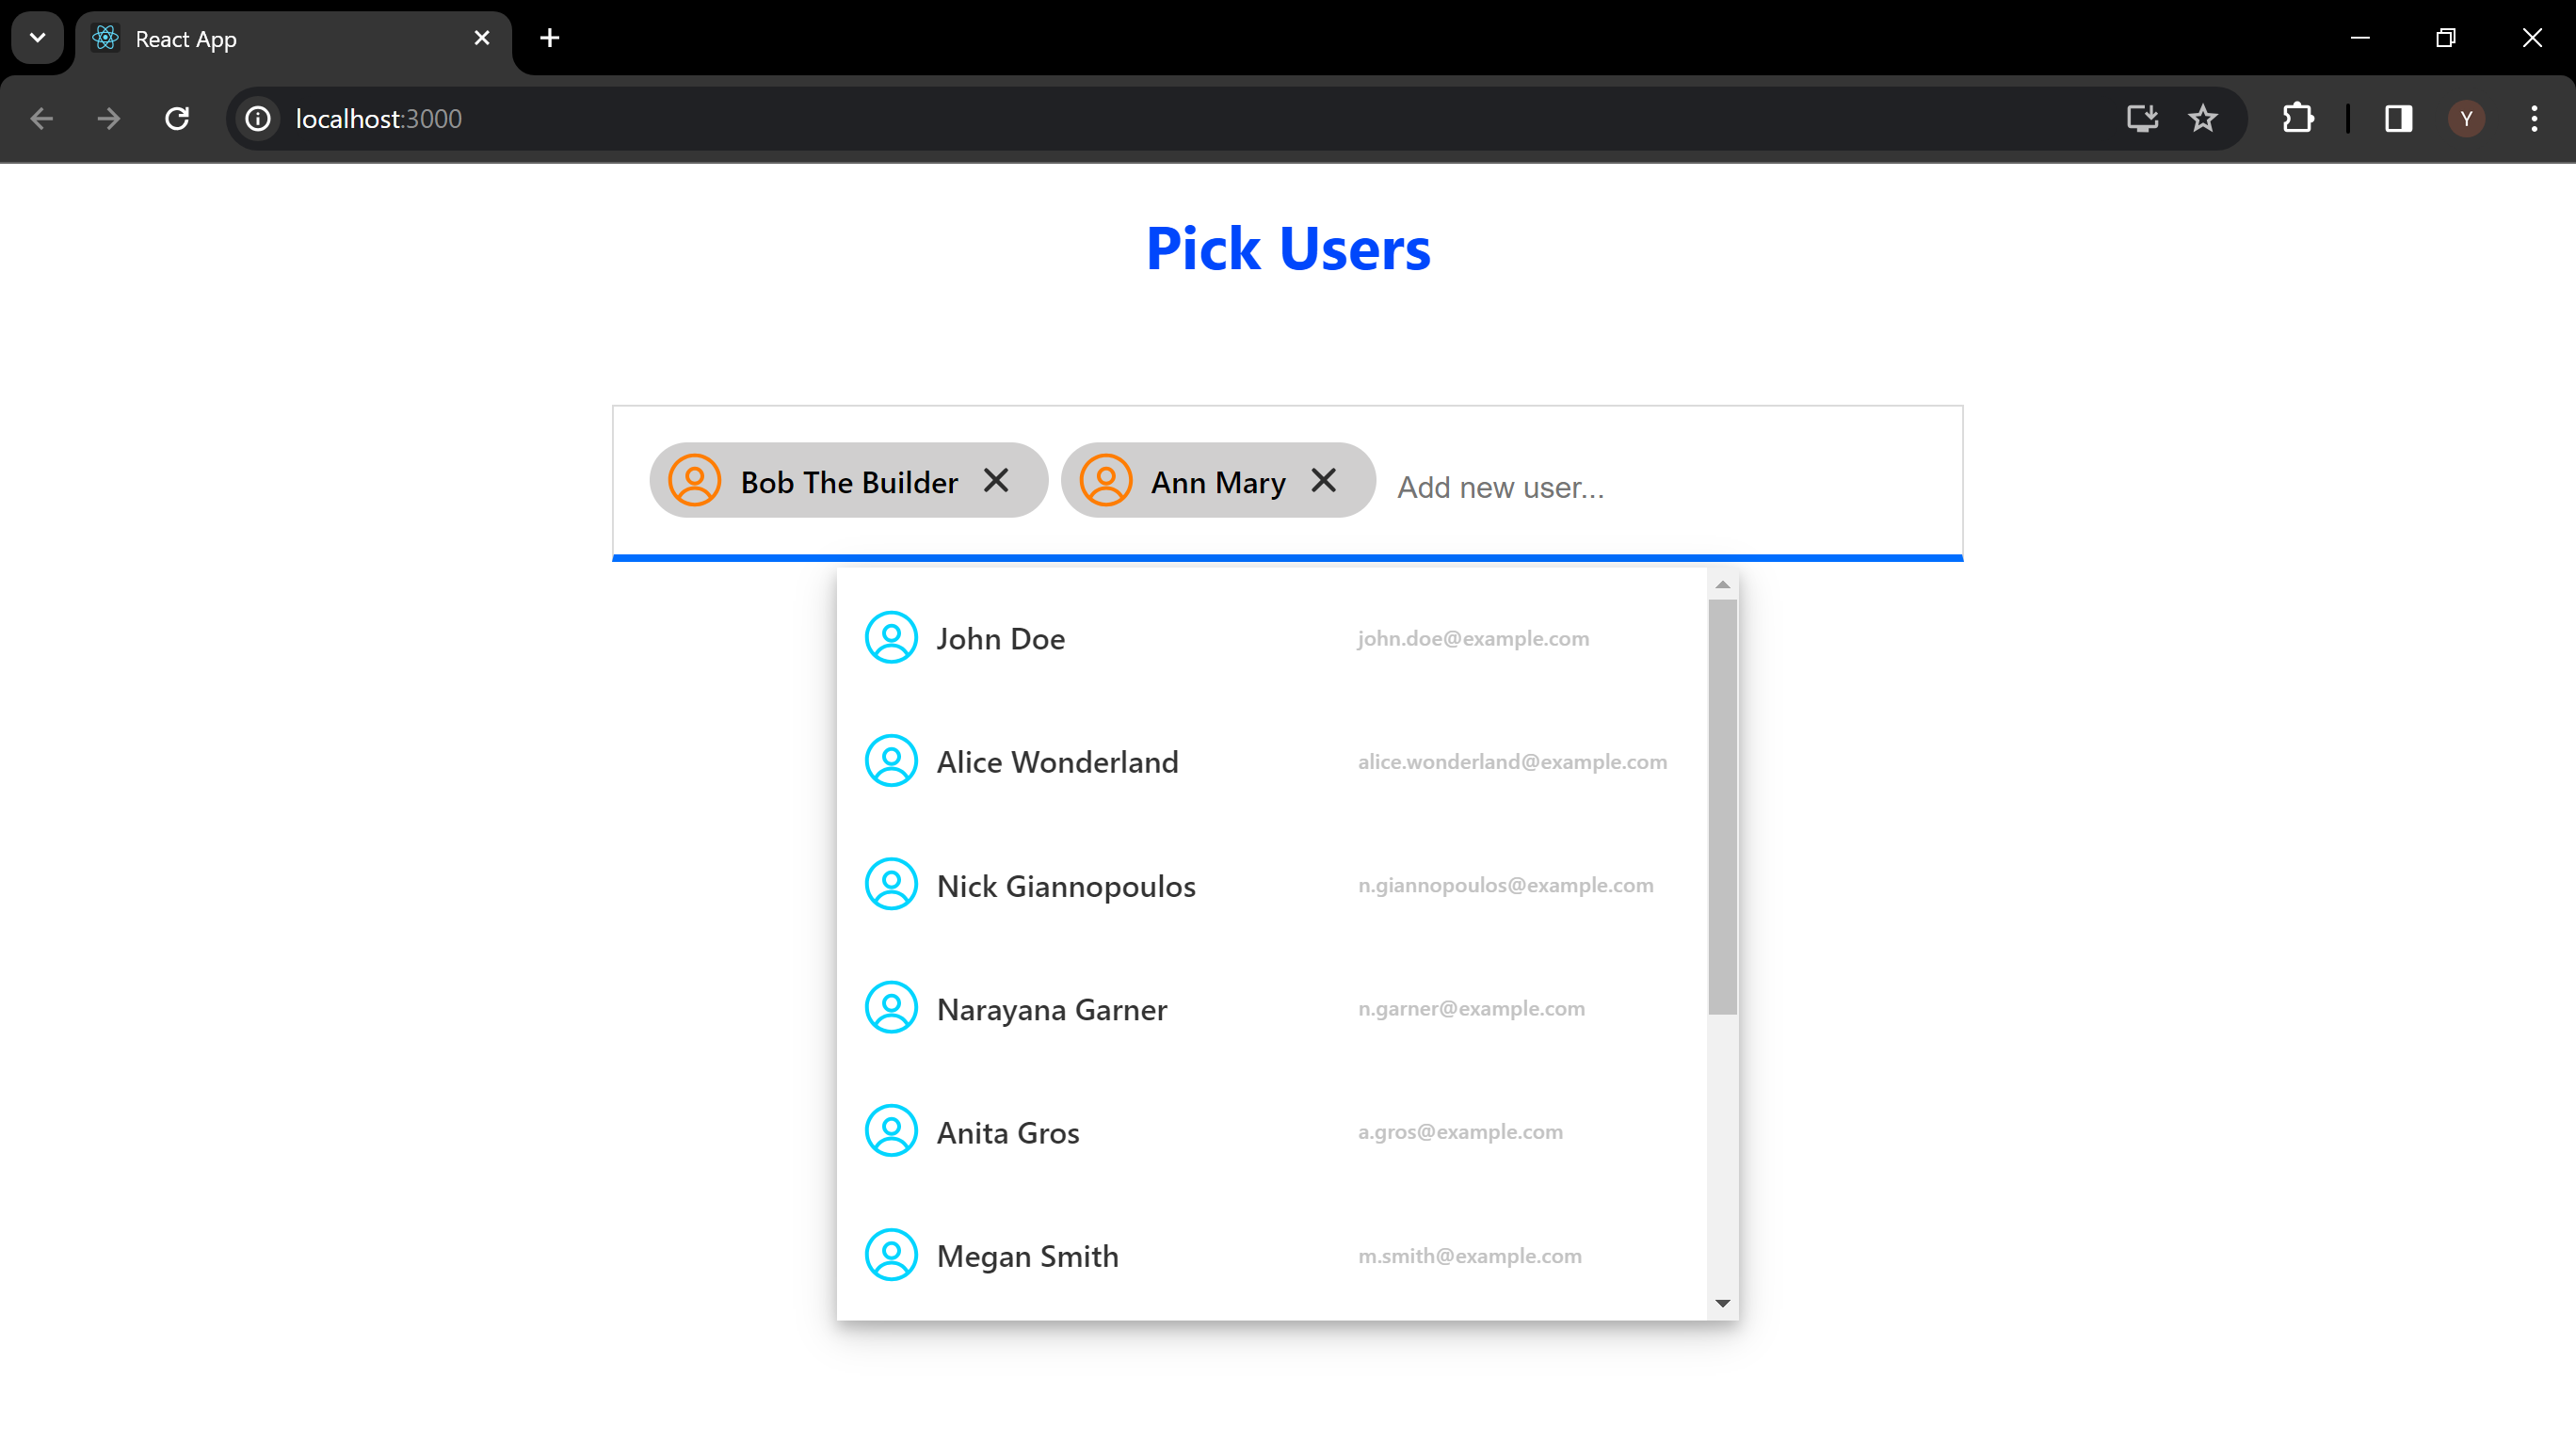 React App
localhost:3000
Y
Pick Users
Bob The Builder Ann Mary Add new user...
John Doe john.doe@example.com
Alice Wonderland alice.wonderland@example.com
Nick Giannopoulos n.giannopoulos@example.com
Narayana Garner n.garner@example.com
Anita Gros a.gros@example.com
Megan Smith m.smith@example.com